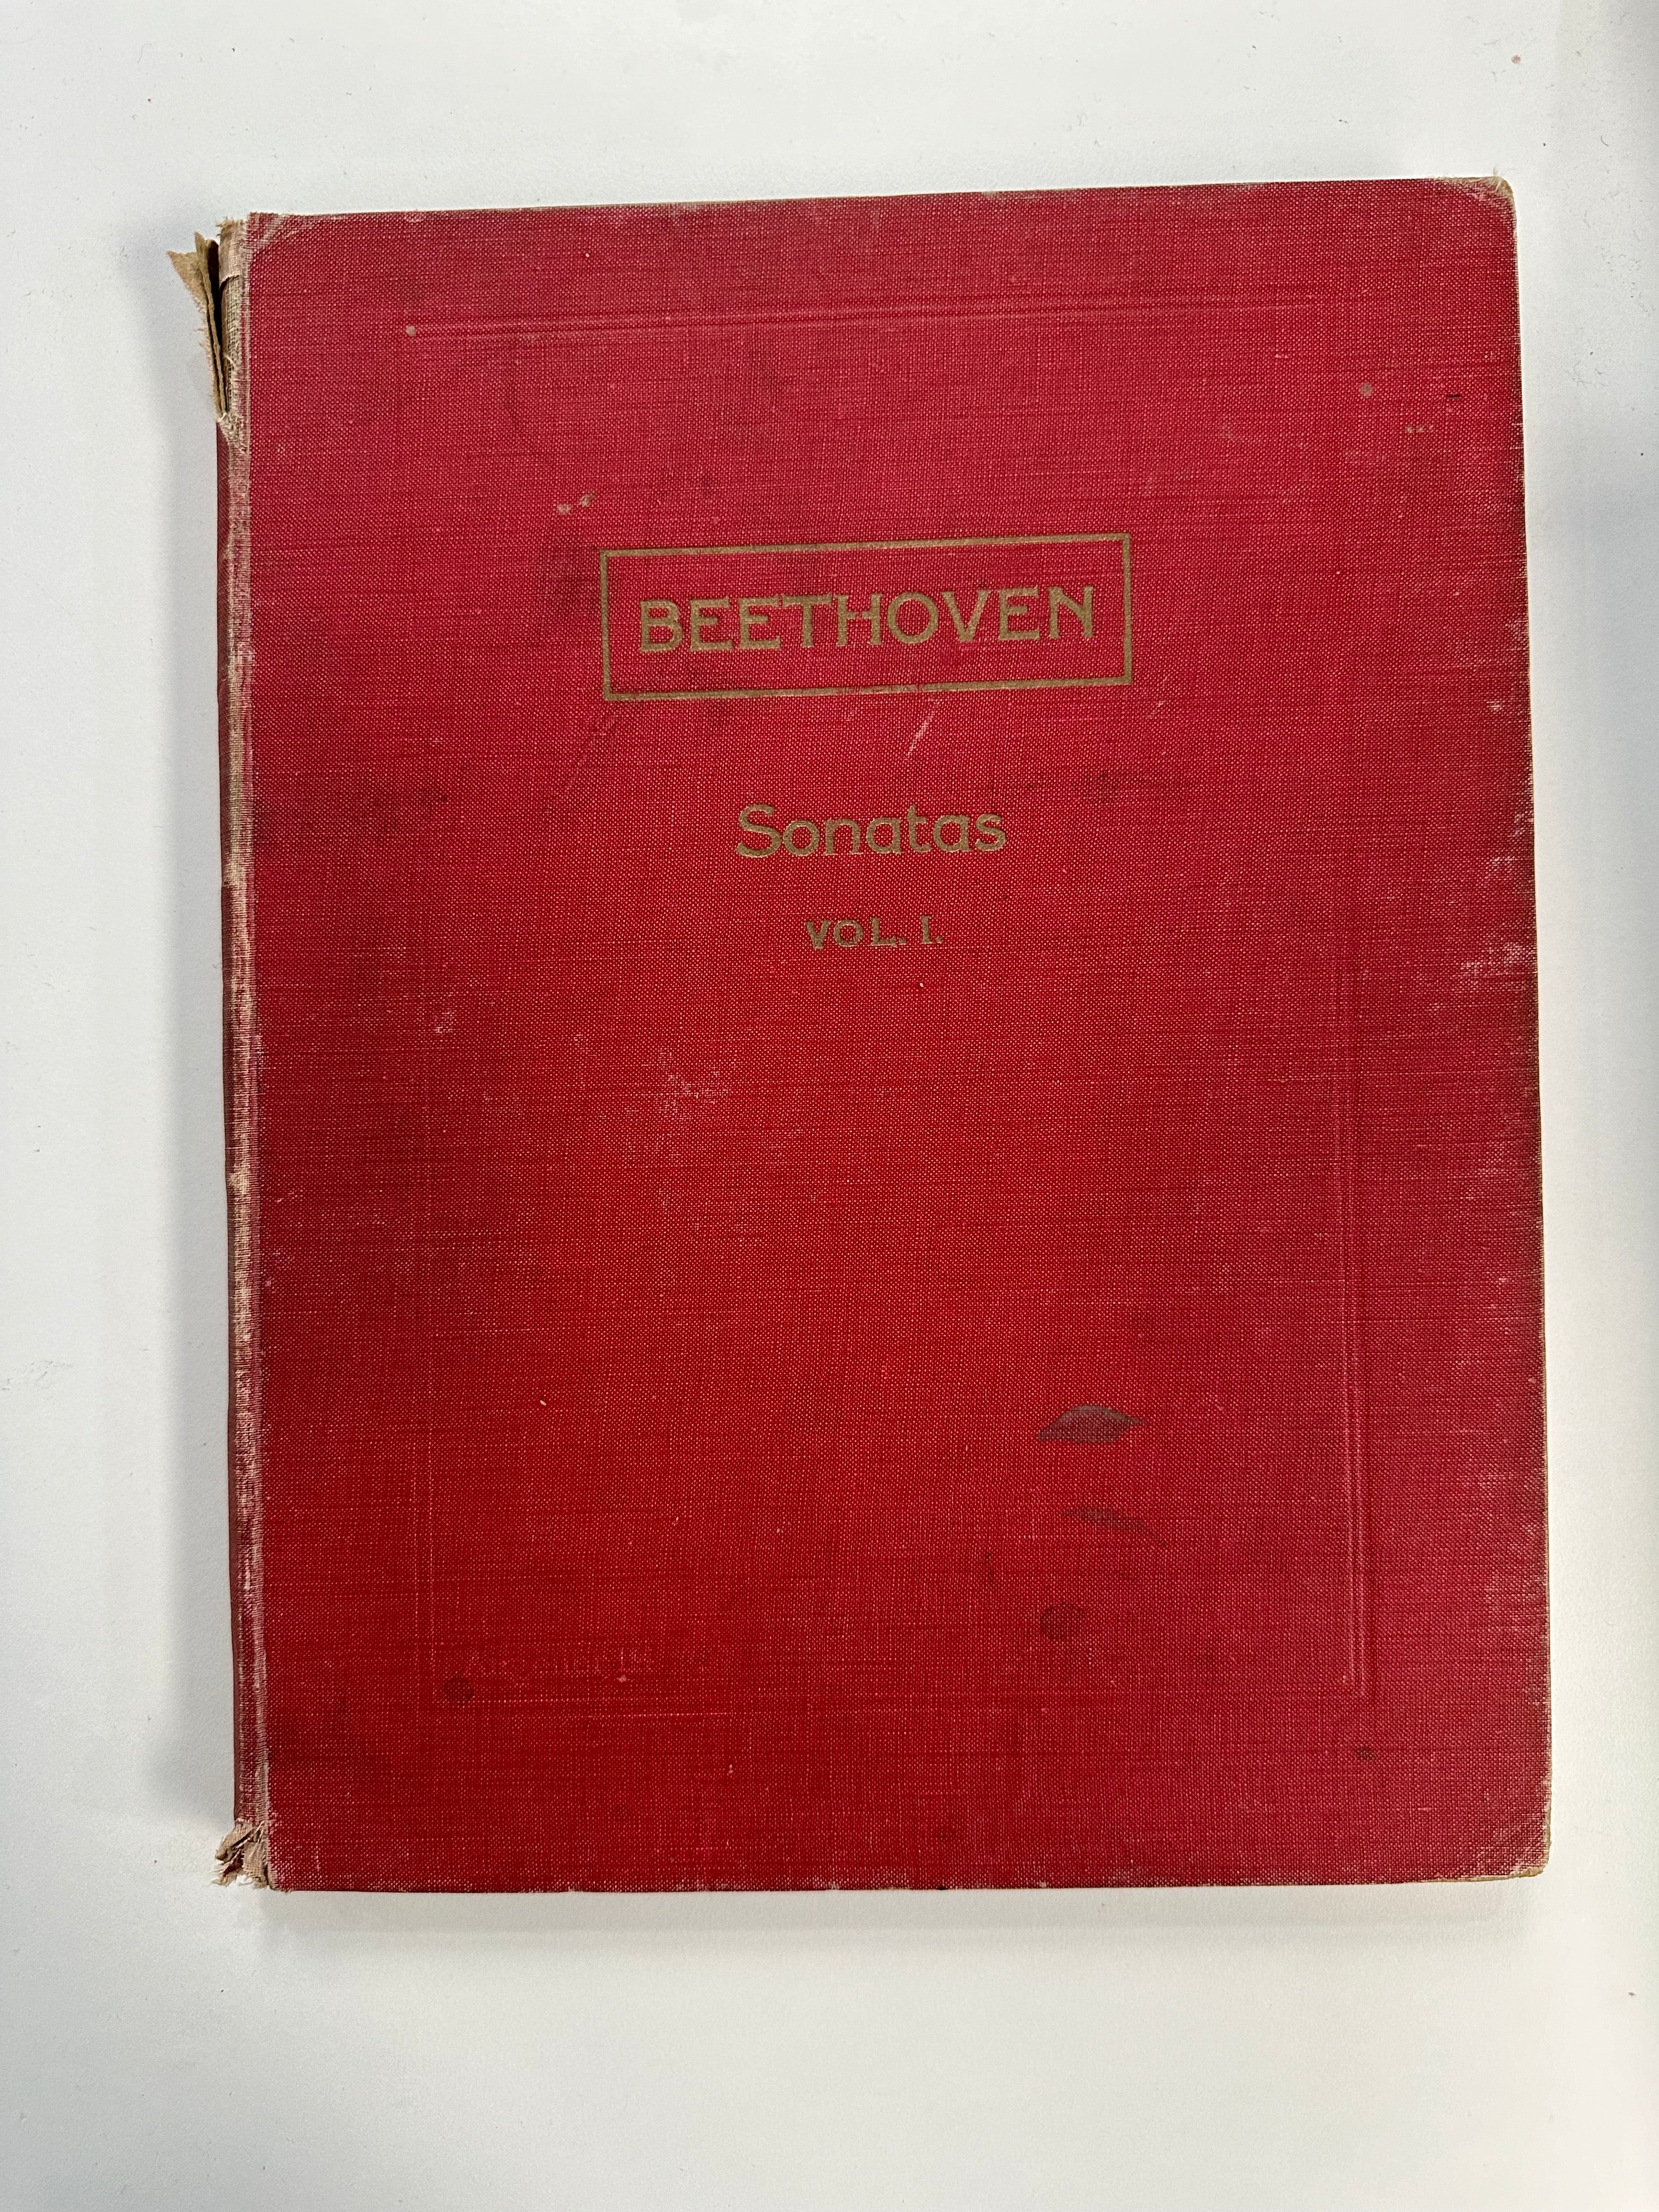 BEETHOVEN
Sonatas
VOL. I.